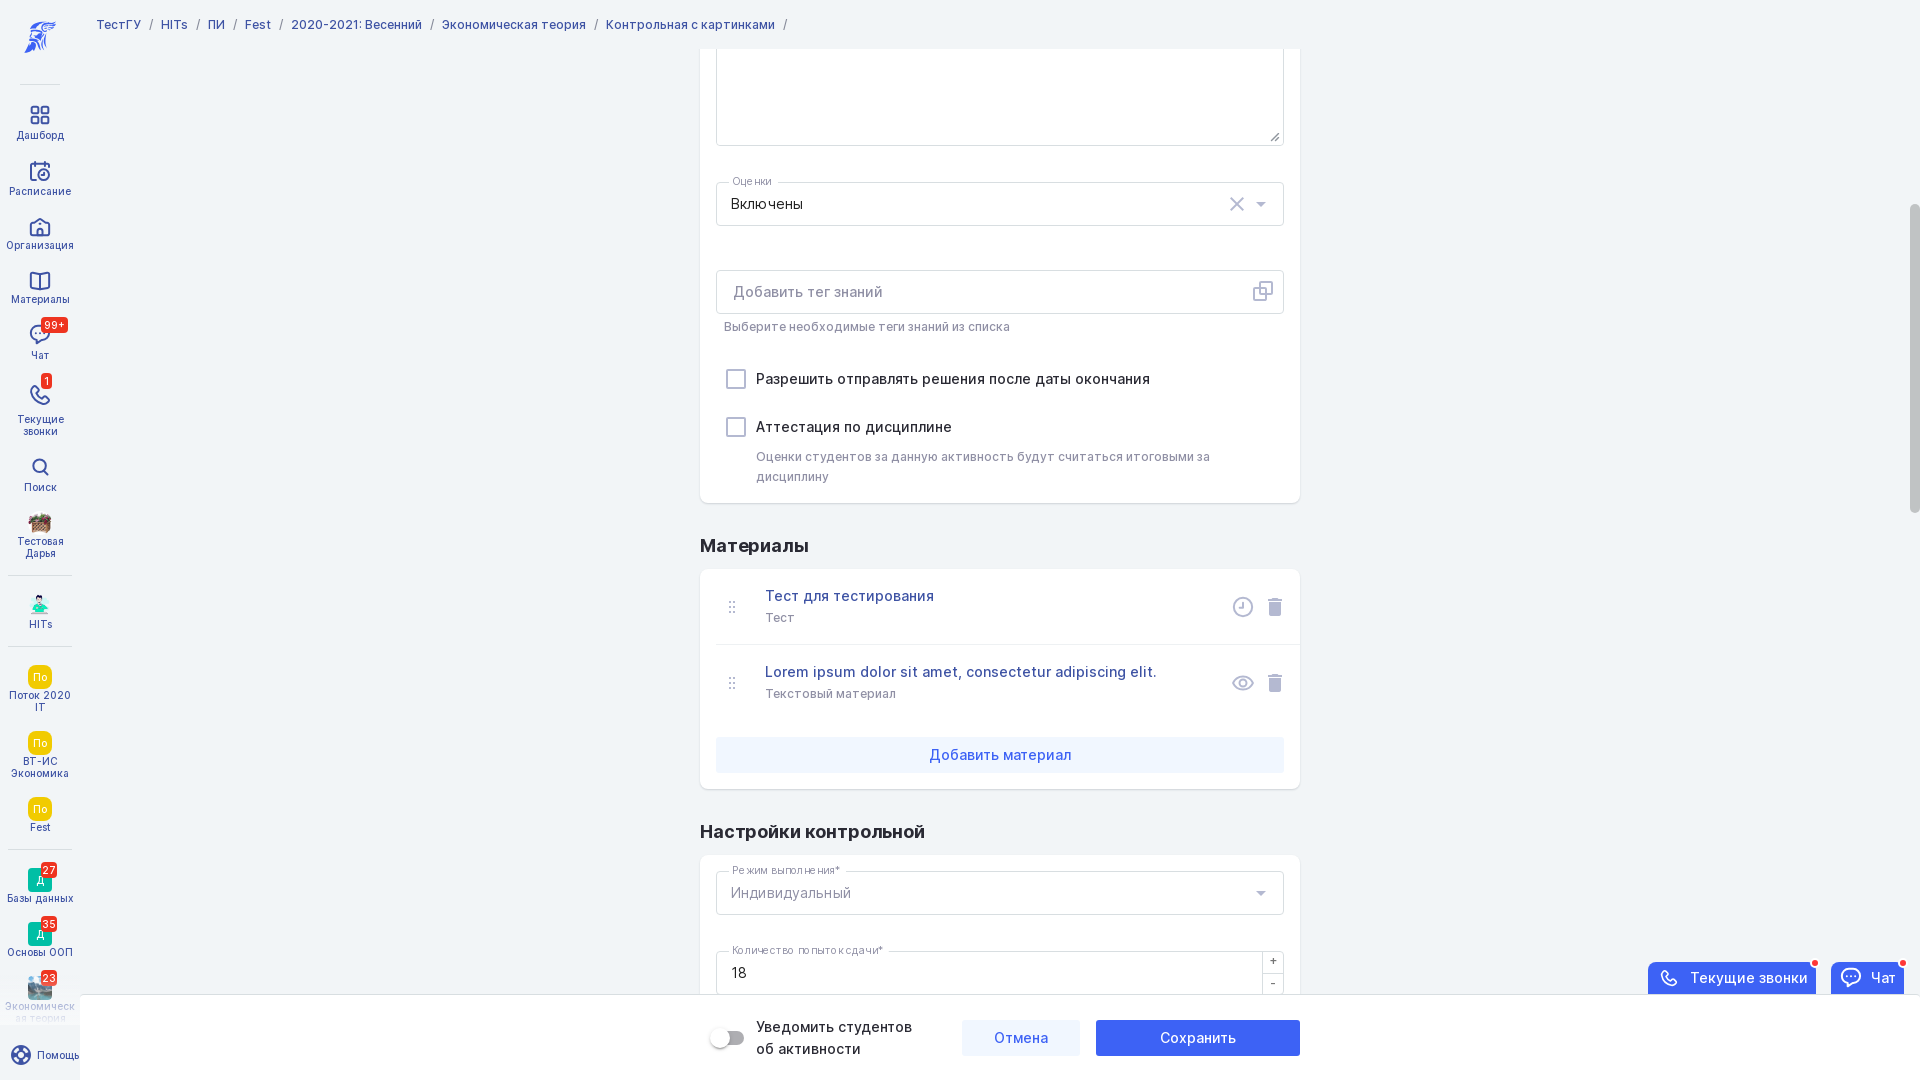 ТестГУ / HITs / ПИ / Fest / 2020-2021: Весенний / Экономическая теория / Контрольная с картинками /
Дашборд
Расписание
Организация
Материалы
99+
Чат
1
Текущие
звонки
Поиск
Тестовая
Дарья
HITs
По
Поток 2020
IT
По
ВТ-ИС
Экономика
По
Fest
27
Д
Базы данных
35
Д
Основы ООП
23
Экономическ
ая теория
Помощь
Оценки
Включены
Добавить тег знаний
Выберите необходимые теги знаний из списка
Разрешить отправлять решения после даты окончания
Аттестация по дисциплине
Оценки студентов за данную активность будут считаться итоговыми за
дисциплину
Материалы
Тест для тестирования
Тест
Lorem ipsum dolor sit amet, consectetur adipiscing elit.
Текстовый материал
Добавить материал
Настройки контрольной
Режим выполнения*
Индивидуальный
Количество попыток сдачи*
18
+
-
Текущие звонки
Чат
Уведомить студентов
об активности
Отмена
Сохранить